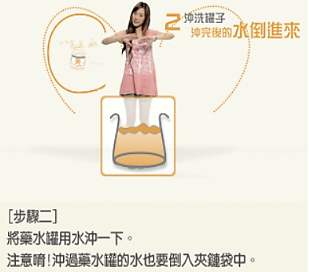 2 沖洗罐子
沖完後的水倒進來
[步驟二]
將藥水罐用水沖一下。
注意唷!沖過藥水罐的水也要倒入夾鏈袋中。